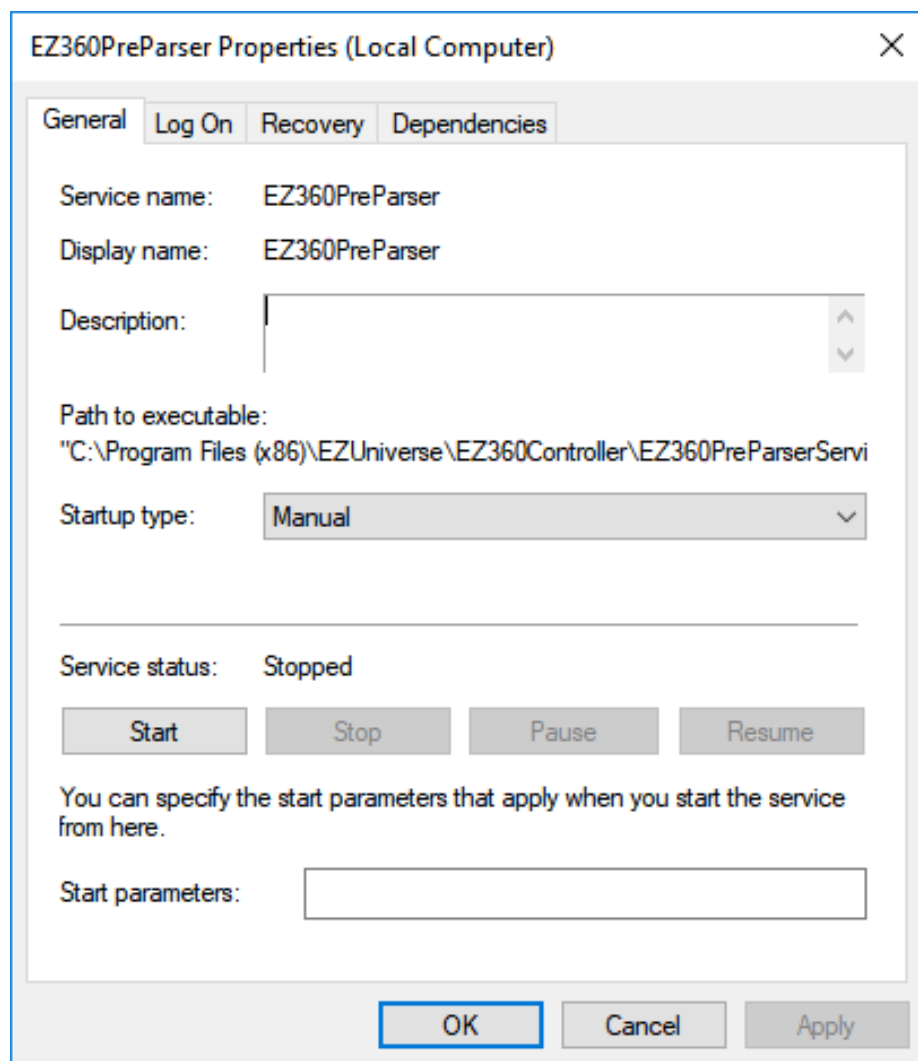 EZ360PreParser Properties (Local Computer)
General Log On Recovery Dependencies
Service name: EZ360PreParser
Display name: EZ360PreParser
Description:
Path to executable:
"C:\Program Files (x86)\EZUniverse\EZ360Controller\EZ360PreParserServi
Startup type: Manual
Service status: Stopped
Start Stop Pause Resume
You can specify the start parameters that apply when you start the service
from here.
Start parameters:
OK Cancel Apply